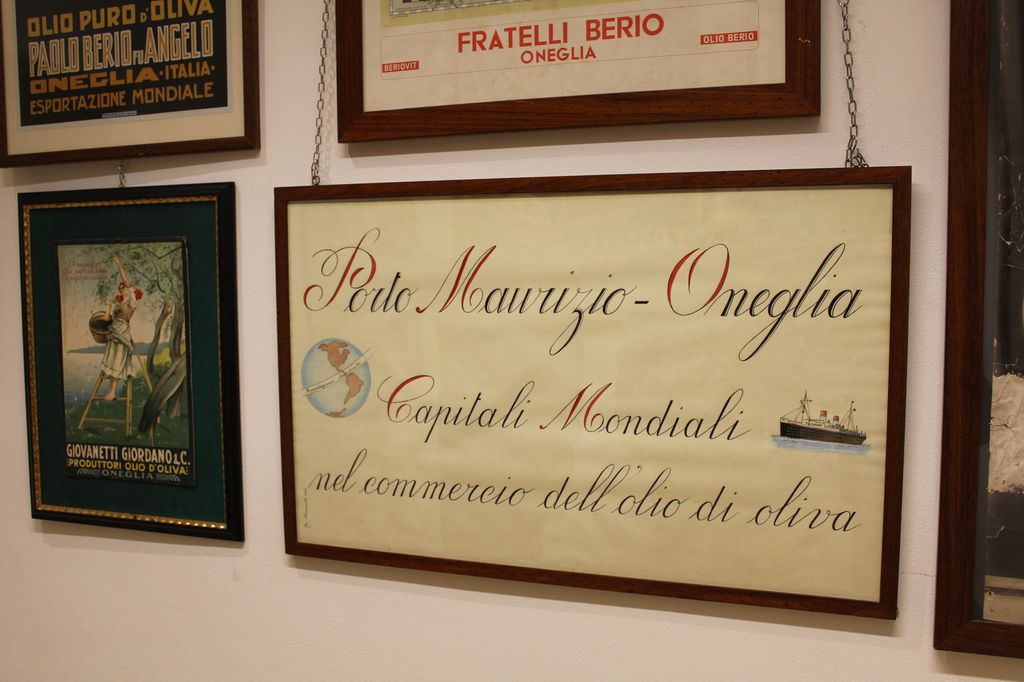 OLIO PURO D'OLIVA
PAOLO BERIO FU ANGELO
ONEGLIA-ITALIA-
ESPORTAZIONE MONDIALE
FRATELLI BERIO
ONEGLIA
BERIOVIT
OLIO BERIO
GIOVANETTI GIORDANO & C.
PRODUTTORI OLIO D'OLIVA
ONEGLIA
Porto Maurizio - Oneglia
Capitali Mondiali
nel commercio dell'olio di oliva